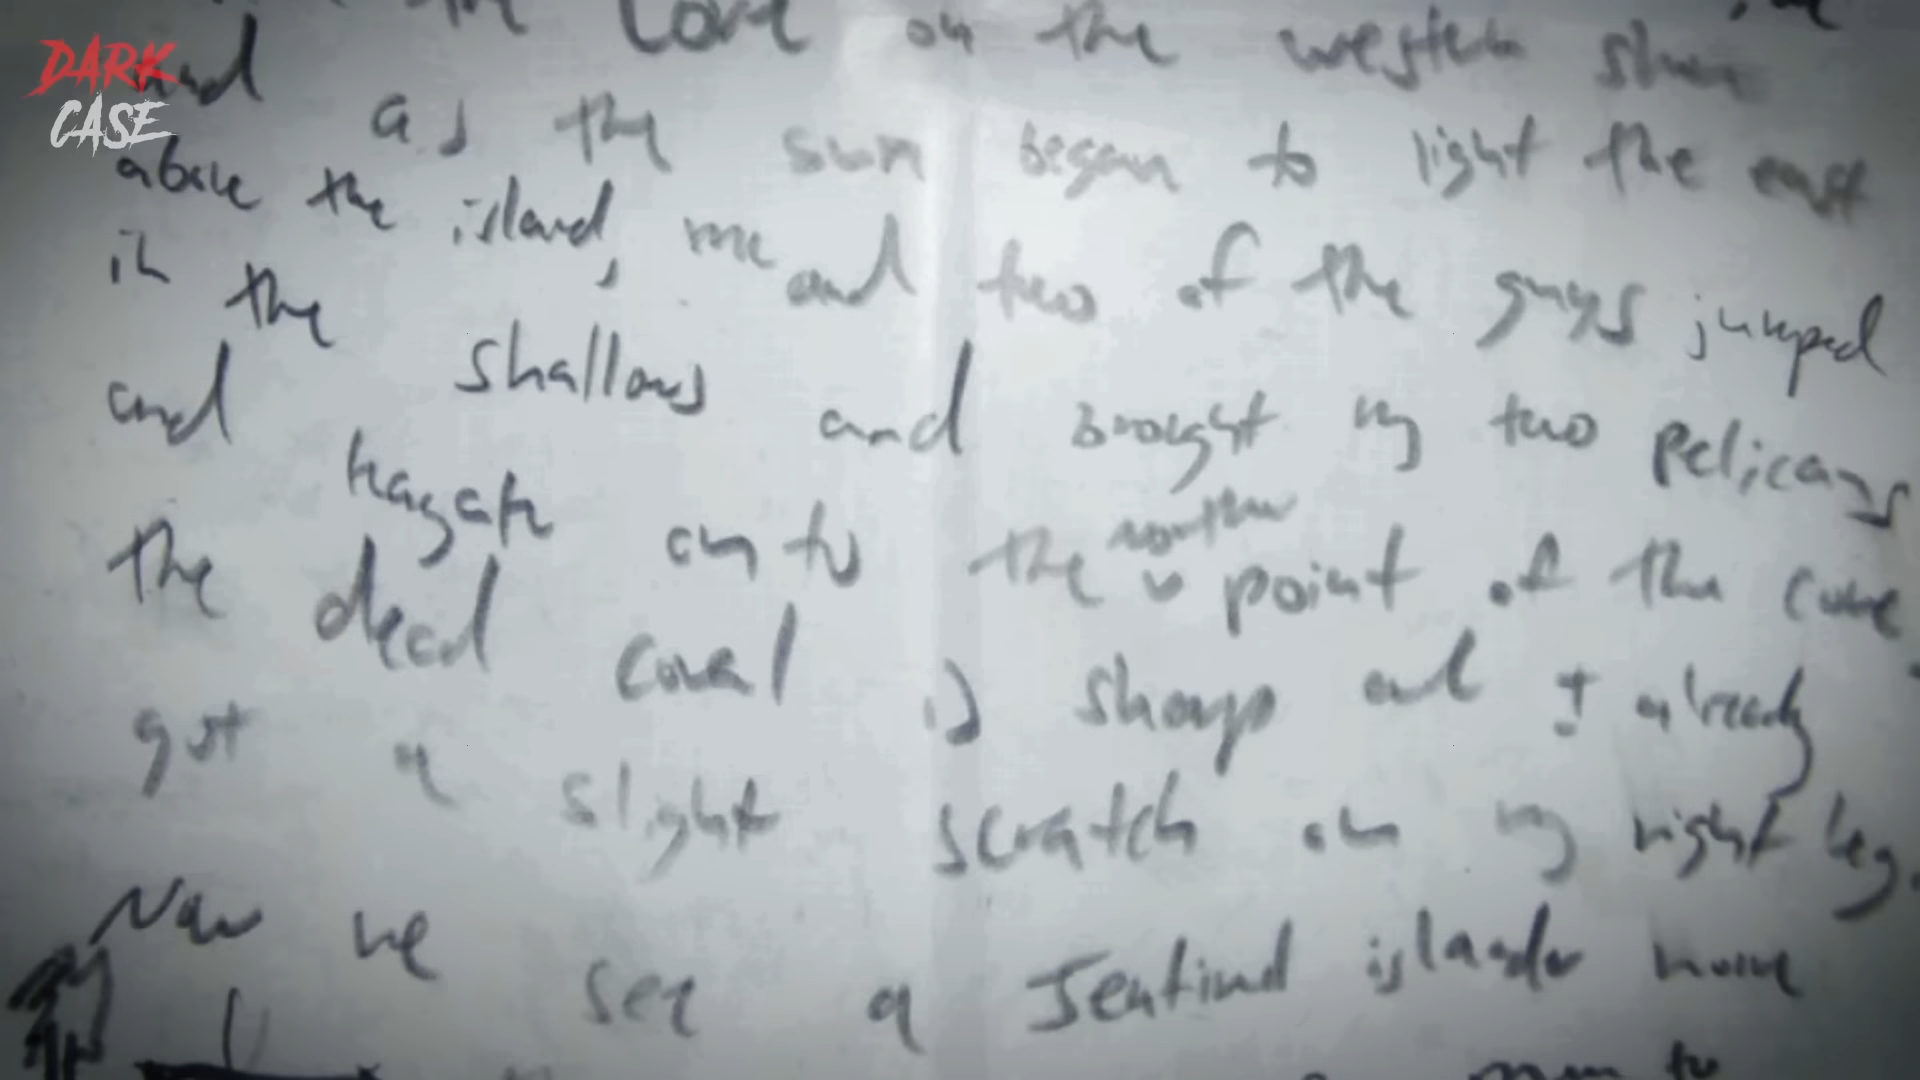 DARK
CASE
the Cove on the western shore
and as the sun began to light the east
above the island, me and two of the guys jumped
in the shallows and brought my two pelicans
and kayak onto the northern point of the cove
the dead coral is sharp and I already
got a slight scratch on my right leg.
Now we see a Sentinel islander home